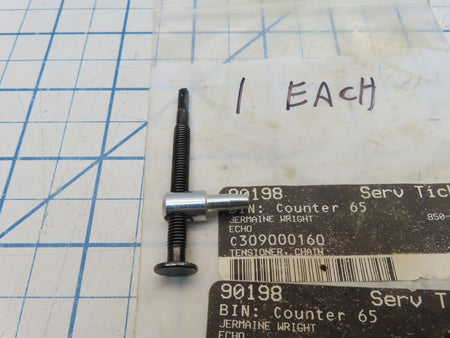 1 EACH
90198 Serv Tick
BIN: Counter 65
JERMAINE WRIGHT 850-
ECHO
C309000160
TENSIONER, CHAIN
90198 Serv T
BIN: Counter 65
JERMAINE WRIGHT
ECHO